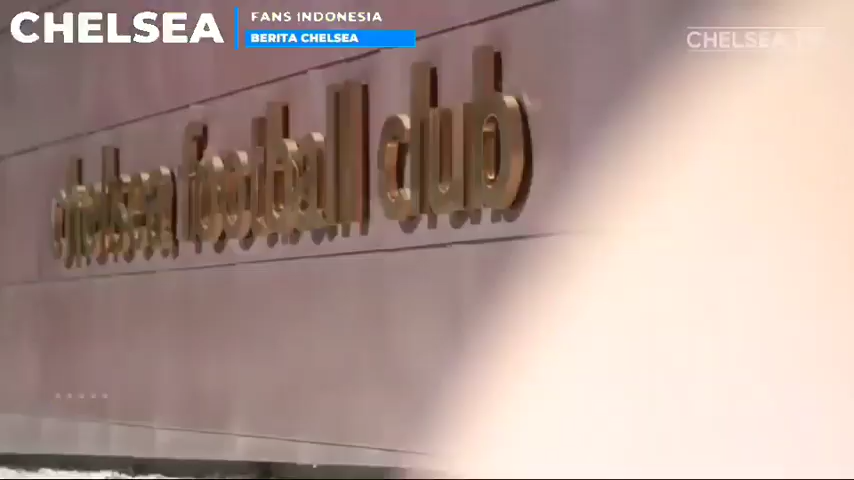 CHELSEA
FANS INDONESIA
BERITA CHELSEA
CHELSEA TV
chelsea football club